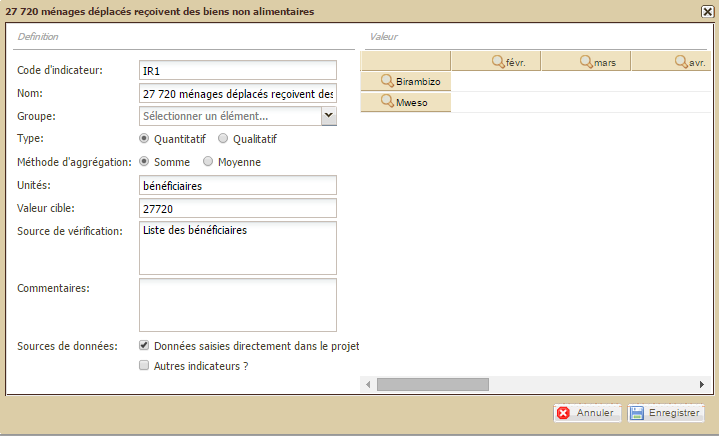 27 720 ménages déplacés reçoivent des biens non alimentaires
Definition
Code d'indicateur: IR1
Nom: 27 720 ménages déplacés reçoivent des
Groupe: Sélectionner un élément...
Type: Quantitatif Qualitatif
Méthode d'aggrégation: Somme Moyenne
Unités: bénéficiaires
Valeur cible: 27720
Source de vérification: Liste des bénéficiaires
Commentaires:
Sources de données: Données saisies directement dans le projet
Autres indicateurs ?
Valeur
févr. mars avr.
Birambizo
Mweso
Annuler Enregistrer